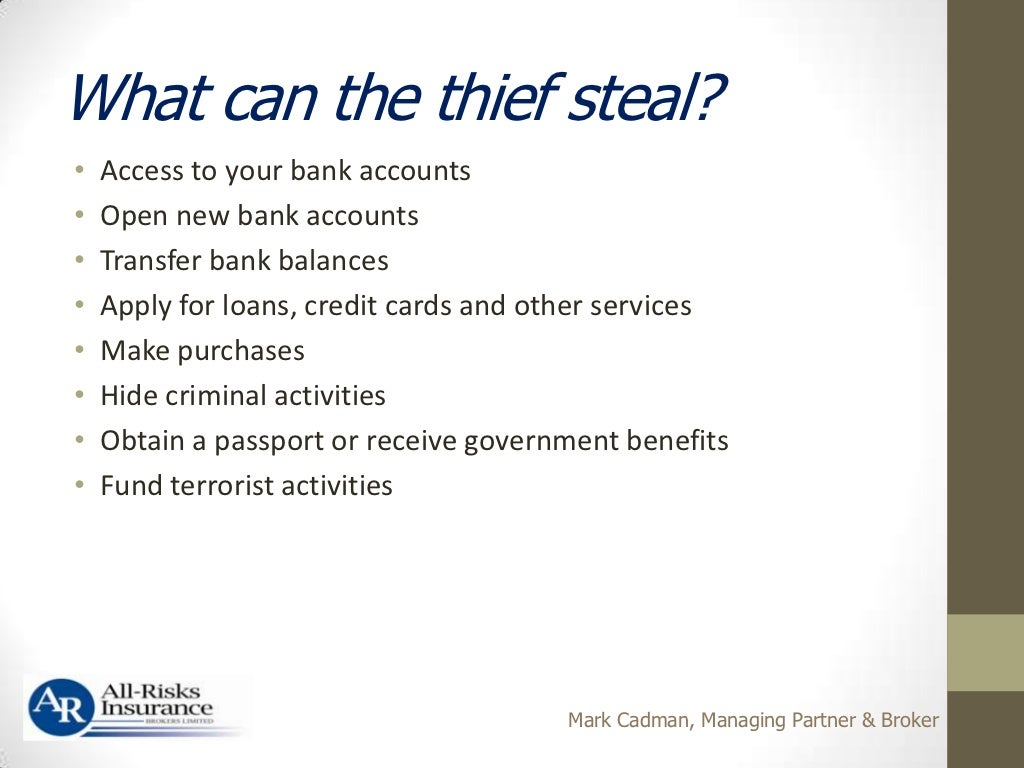 What can the thief steal?
• Access to your bank accounts
• Open new bank accounts
• Transfer bank balances
• Apply for loans, credit cards and other services
• Make purchases
• Hide criminal activities
• Obtain a passport or receive government benefits
• Fund terrorist activities
AR
All-Risks
Insurance
BROKERS LIMITED
Mark Cadman, Managing Partner & Broker